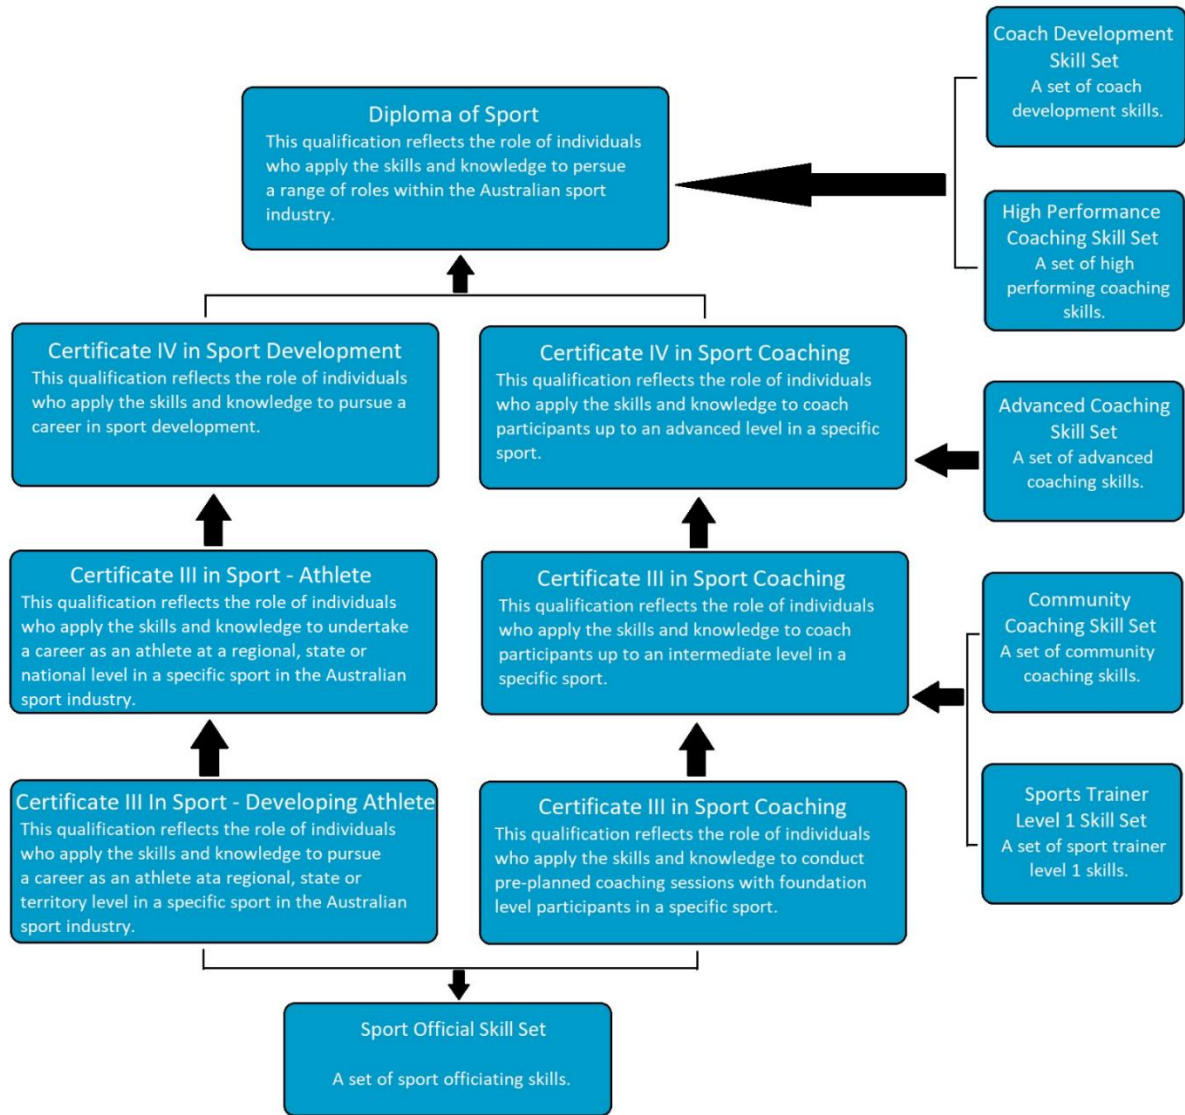 Coach Development
Skill Set
A set of coach
development skills.
Diploma of Sport
This qualification reflects the role of individuals
who apply the skills and knowledge to persue
a range of roles within the Australian sport
industry.
High Performance
Coaching Skill Set
A set of high
performing coaching
skills.
Certificate IV in Sport Development
This qualification reflects the role of individuals
who apply the skills and knowledge to pursue a
career in sport development.
Certificate IV in Sport Coaching
This qualification reflects the role of individuals
who apply the skills and knowledge to coach
participants up to an advanced level in a specific
sport.
Advanced Coaching
Skill Set
A set of advanced
coaching skills.
Certificate III in Sport - Athlete
This qualification reflects the role of individuals
who apply the skills and knowledge to undertake
a career as an athlete at a regional, state or
national level in a specific sport in the Australian
sport industry.
Certificate III in Sport Coaching
This qualification reflects the role of individuals
who apply the skills and knowledge to coach
participants up to an intermediate level in a
specific sport.
Community
Coaching Skill Set
A set of community
coaching skills.
Certificate III In Sport - Developing Athlete
This qualification reflects the role of individuals
who apply the skills and knowledge to pursue
a career as an athlete ata regional, state or
territory level in a specific sport in the Australian
sport industry.
Certificate III in Sport Coaching
This qualification reflects the role of individuals
who apply the skills and knowledge to conduct
pre-planned coaching sessions with foundation
level participants in a specific sport.
Sports Trainer
Level 1 Skill Set
A set of sport trainer
level 1 skills.
Sport Official Skill Set
A set of sport officiating skills.